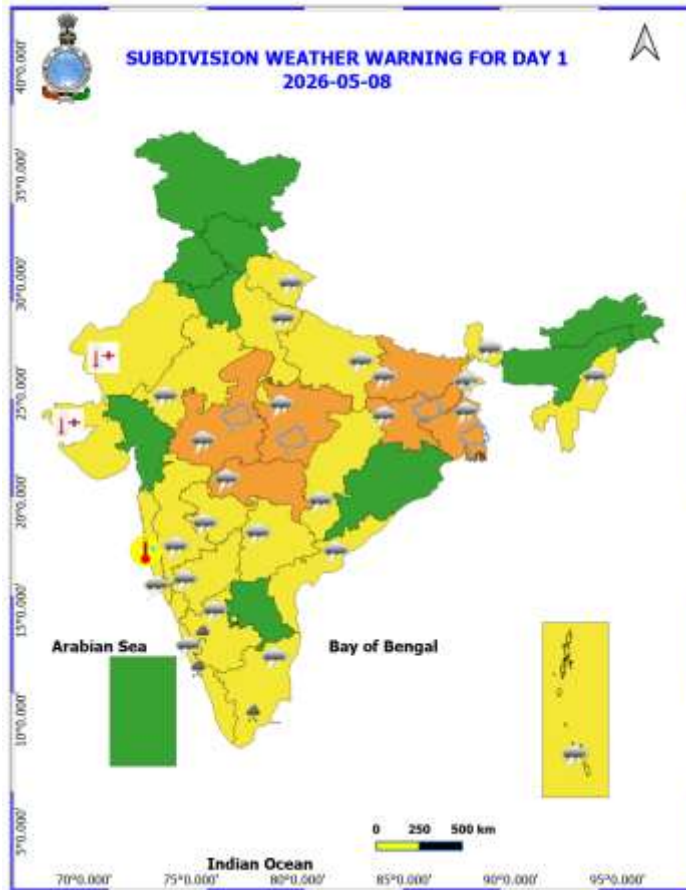 SUBDIVISION WEATHER WARNING FOR DAY 1
2026-05-08
40°0.000'
35°0.000'
30°0.000'
25°0.000'
20°0.000'
15°0.000'
10°0.000'
5°0.000'
Arabian Sea
Bay of Bengal
0 250 500 km
Indian Ocean
70°0.000' 75°0.000' 80°0.000' 85°0.000' 90°0.000' 95°0.000'